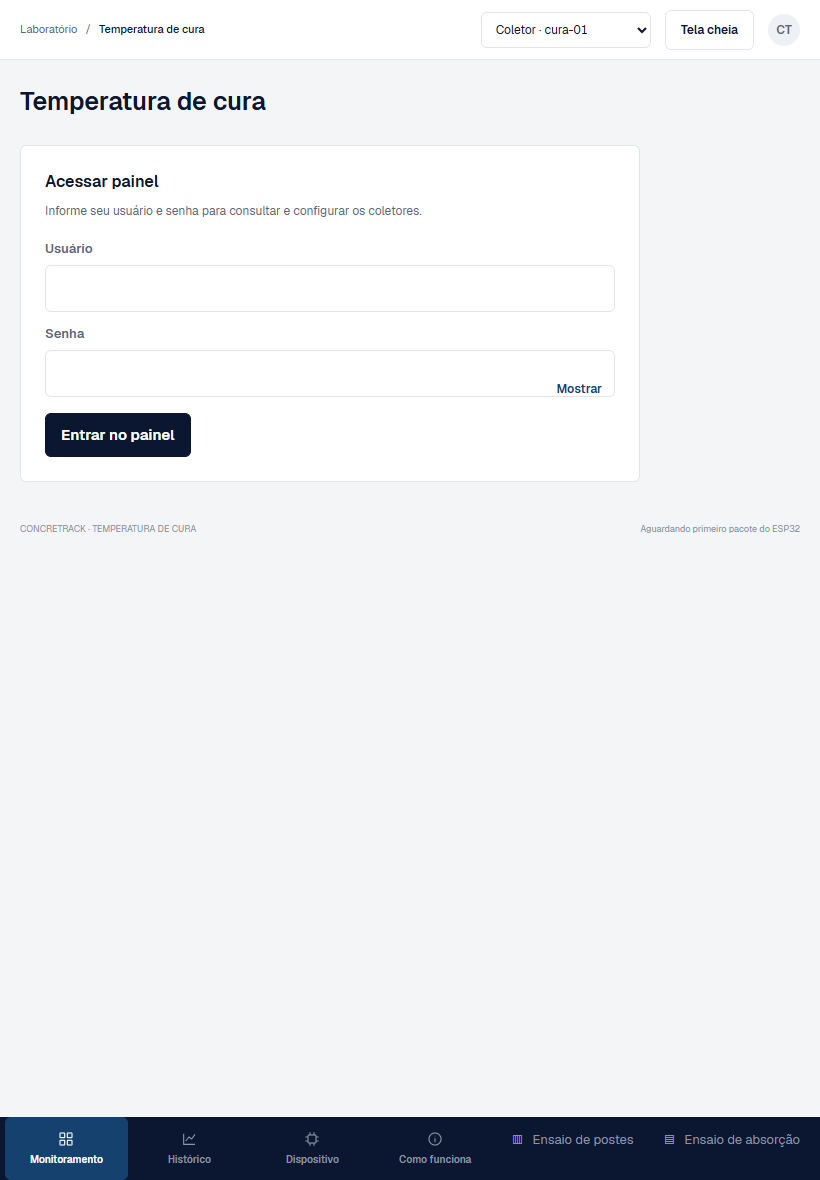 Laboratório / Temperatura de cura
Coletor · cura-01
Tela cheia
CT
Temperatura de cura
Acessar painel
Informe seu usuário e senha para consultar e configurar os coletores.
Usuário
Senha
Mostrar
Entrar no painel
CONCRETRACK · TEMPERATURA DE CURA
Aguardando primeiro pacote do ESP32
Monitoramento
Histórico
Dispositivo
Como funciona
Ensaio de postes
Ensaio de absorção